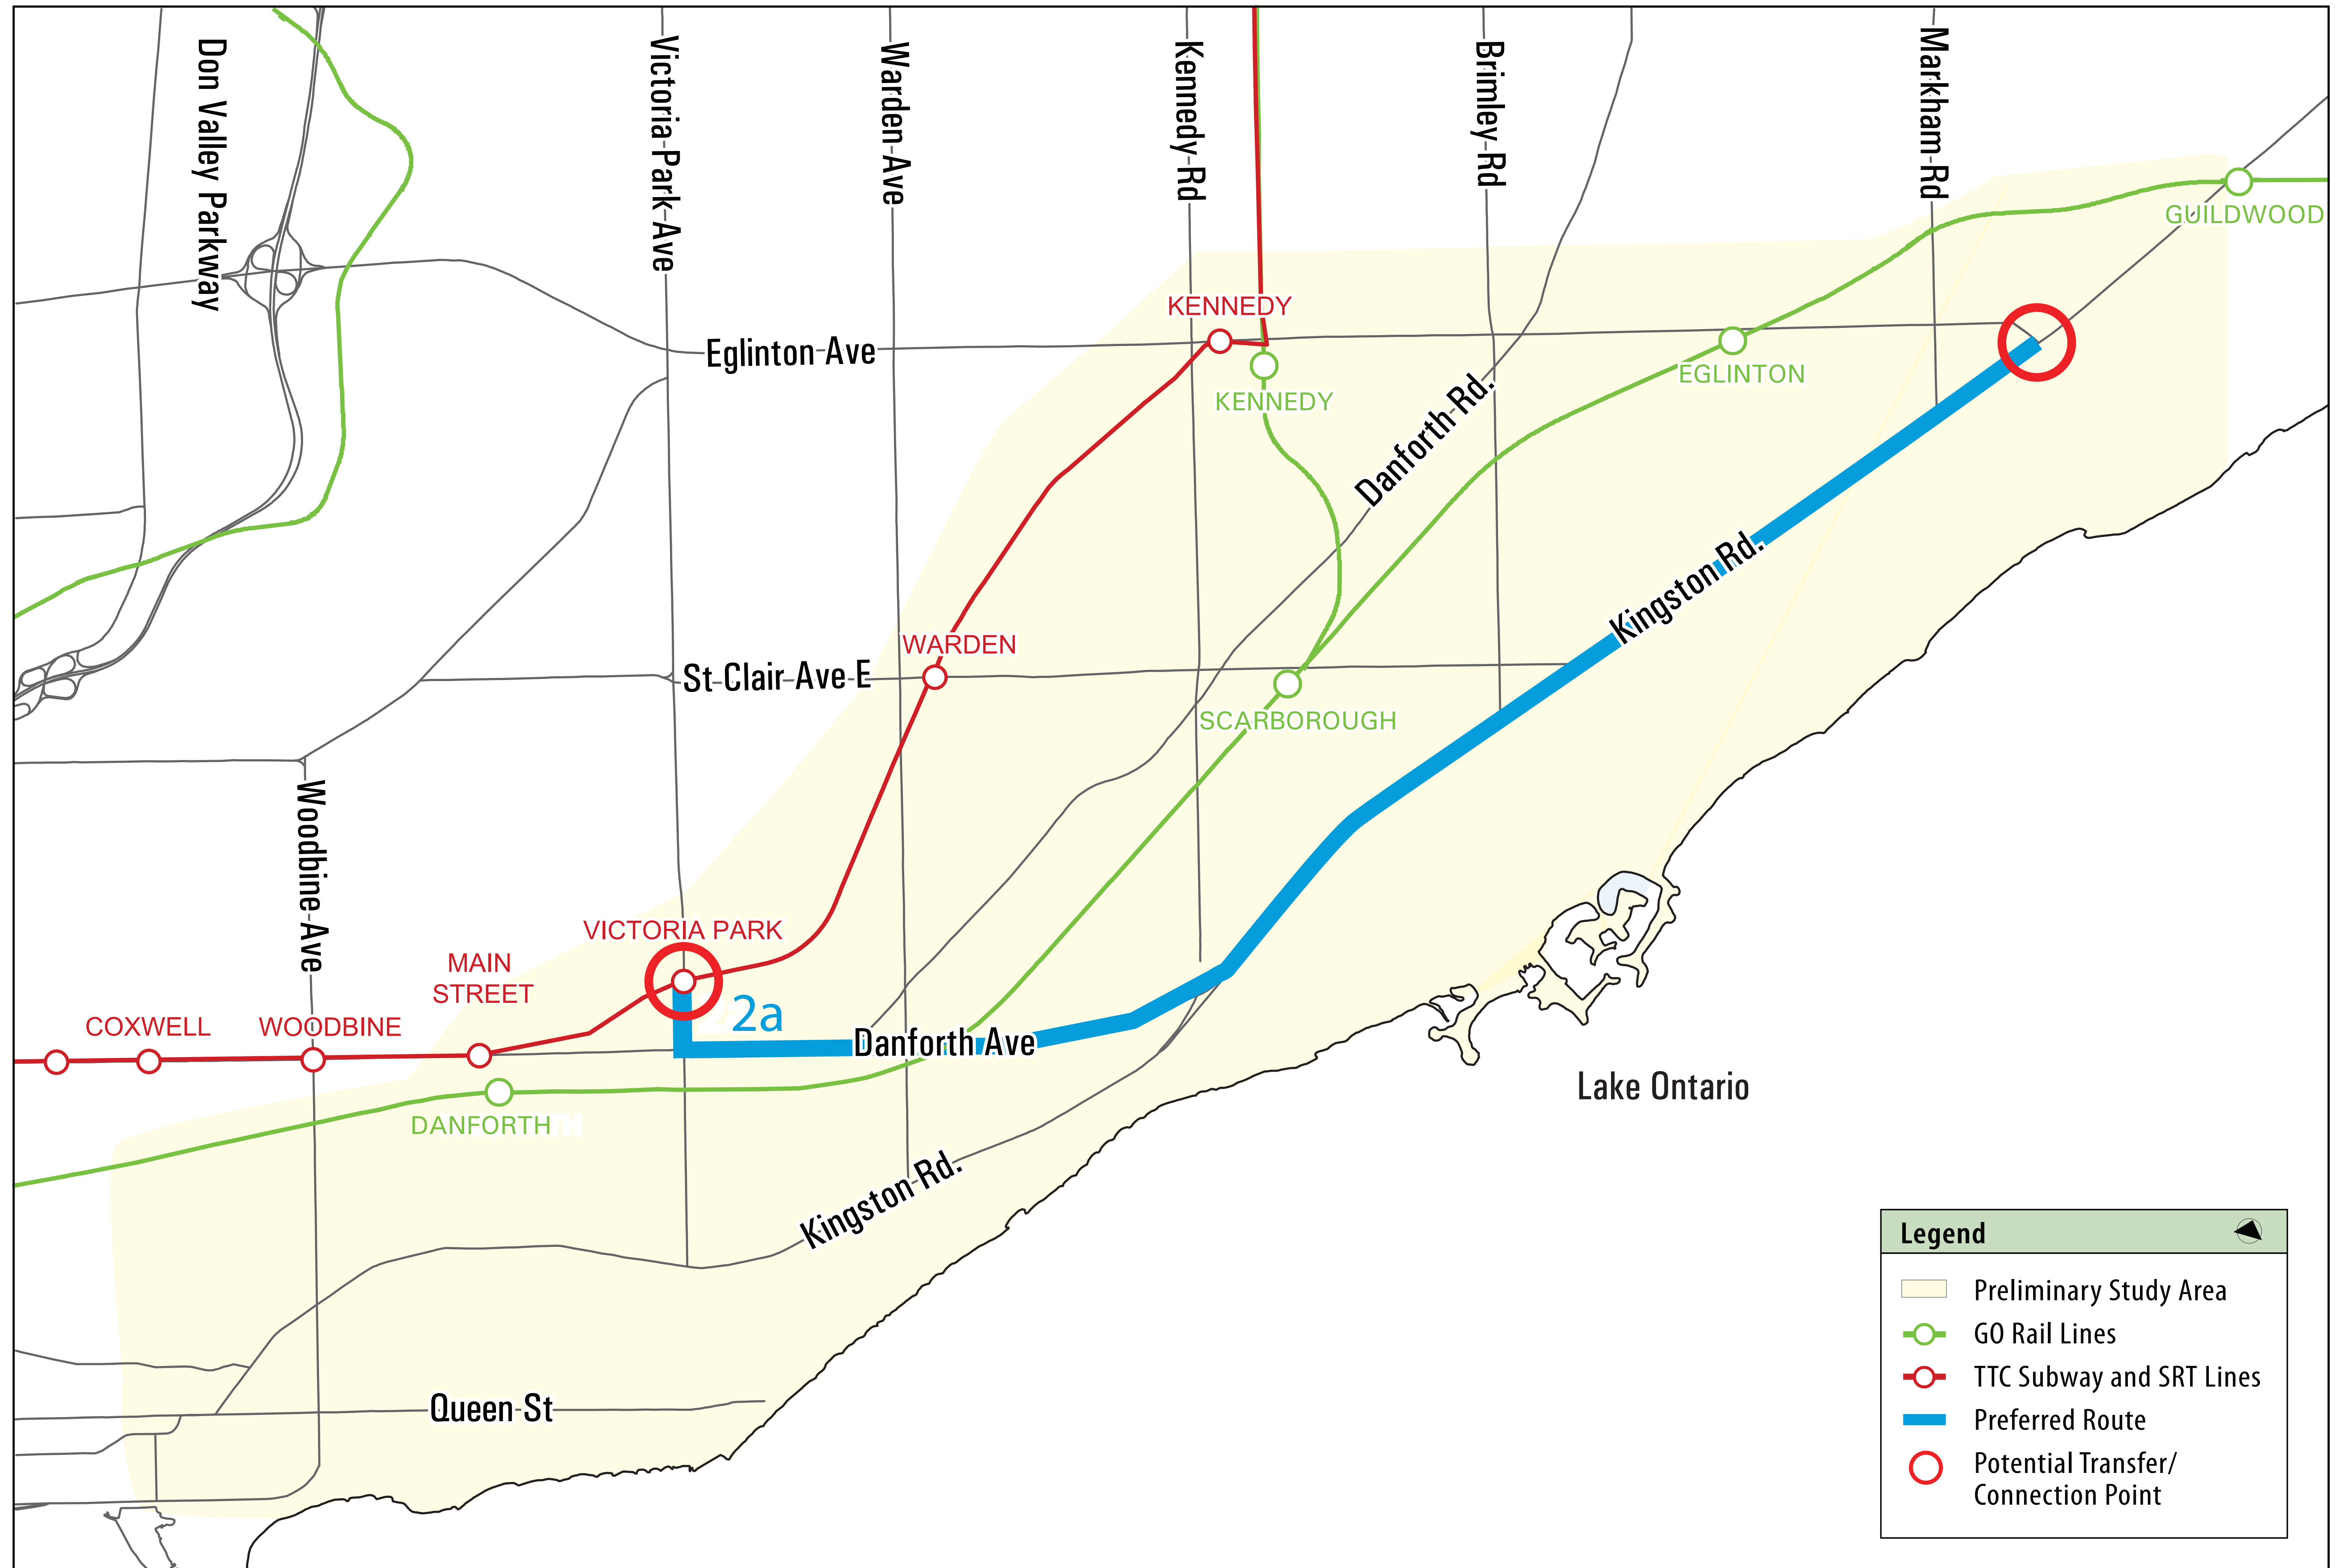 Don Valley Parkway
Victoria Park Ave
Warden Ave
Kennedy Rd
Brimley Rd
Markham Rd
GUILDWOOD
KENNEDY
Eglinton Ave
EGLINTON
KENNEDY
Danforth Rd.
Kingston Rd.
WARDEN
St Clair Ave E
SCARBOROUGH
Woodbine Ave
VICTORIA PARK
MAIN
STREET
2a
COXWELL
WOODBINE
Danforth Ave
Lake Ontario
DANFORTH
Kingston Rd.
Queen St
Legend
Preliminary Study Area
GO Rail Lines
TTC Subway and SRT Lines
Preferred Route
Potential Transfer/
Connection Point